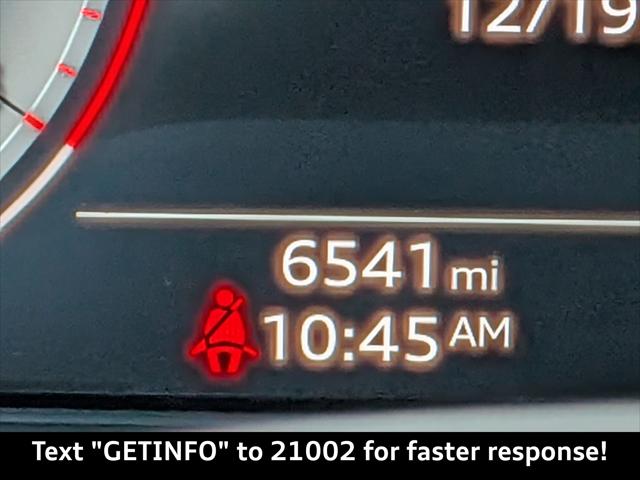 12/19
6541 mi
10:45 AM
Text "GETINFO" to 21002 for faster response!